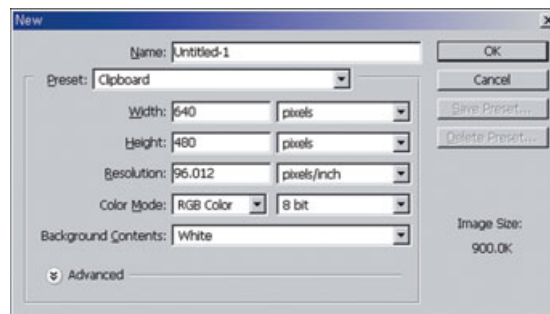 New
Name: Untitled-1
OK
Preset: Clipboard
Cancel
Width: 640 pixels
Save Preset...
Height: 480 pixels
Delete Preset...
Resolution: 96.012 pixels/inch
Color Mode: RGB Color 8 bit
Background Contents: White
Image Size:
900.0K
Advanced